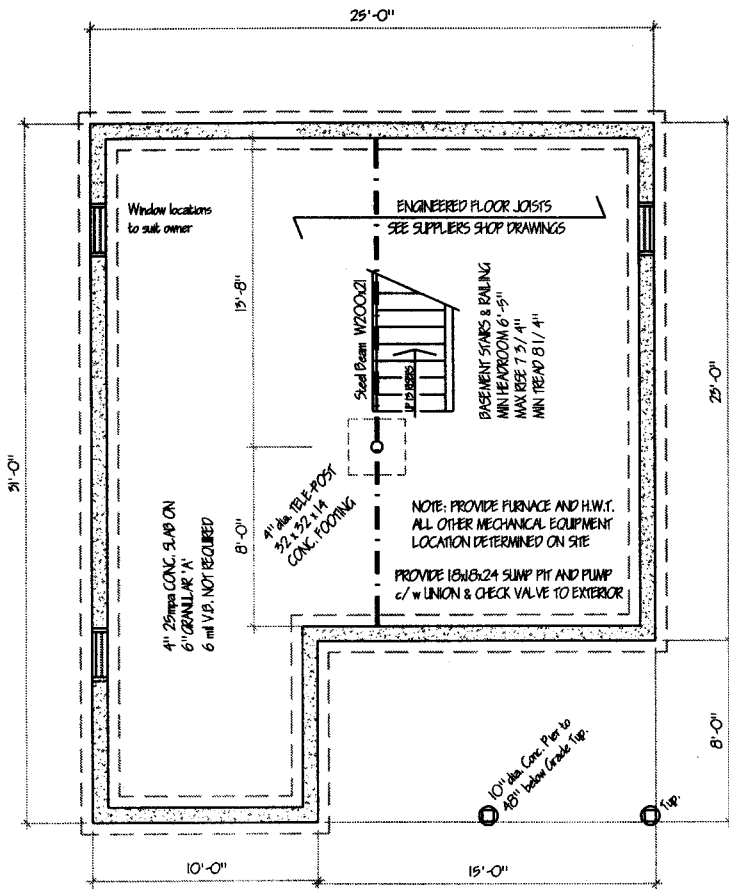 25'-0"
Window locations
to suit owner
ENGINEERED FLOOR JOISTS
SEE SUPPLIERS SHOP DRAWINGS
13'-8"
Steel Beam W200x21
UP 13 RISERS
BASEMENT STAIRS & RAILING
MIN HEADROOM 6'-5"
MAX RISE 7 3/4"
MIN TREAD 8 1/4"
31'-0"
23'-0"
4" dia. TELE-POST
32 x 32 x 14
CONC. FOOTING
8'-0"
NOTE: PROVIDE FURNACE AND H.W.T.
ALL OTHER MECHANICAL EQUIPMENT
LOCATION DETERMINED ON SITE
PROVIDE 18x18x24 SUMP PIT AND PUMP
c/w UNION & CHECK VALVE TO EXTERIOR
4" 25mpa CONC. SLAB ON
6" GRANULAR 'A'
6 mil V.B. NOT REQUIRED
10" dia. Conc. Pier to
48" below Grade Typ.
Typ.
8'-0"
10'-0"
15'-0"